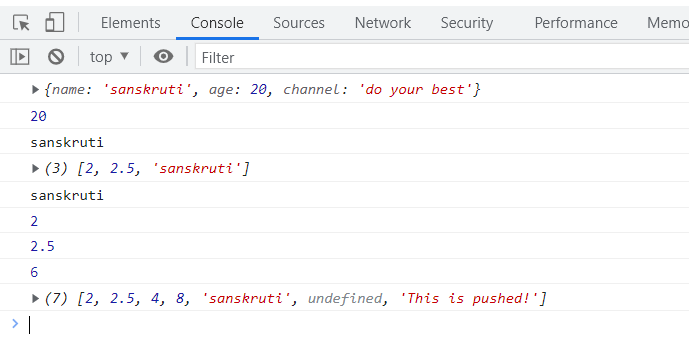 Elements Console Sources Network Security Performance Memo
top ▼ Filter
▶ {name: 'sanskruti', age: 20, channel: 'do your best'}
20
sanskruti
▶ (3) [2, 2.5, 'sanskruti']
sanskruti
2
2.5
6
▶ (7) [2, 2.5, 4, 8, 'sanskruti', undefined, 'This is pushed!']
>